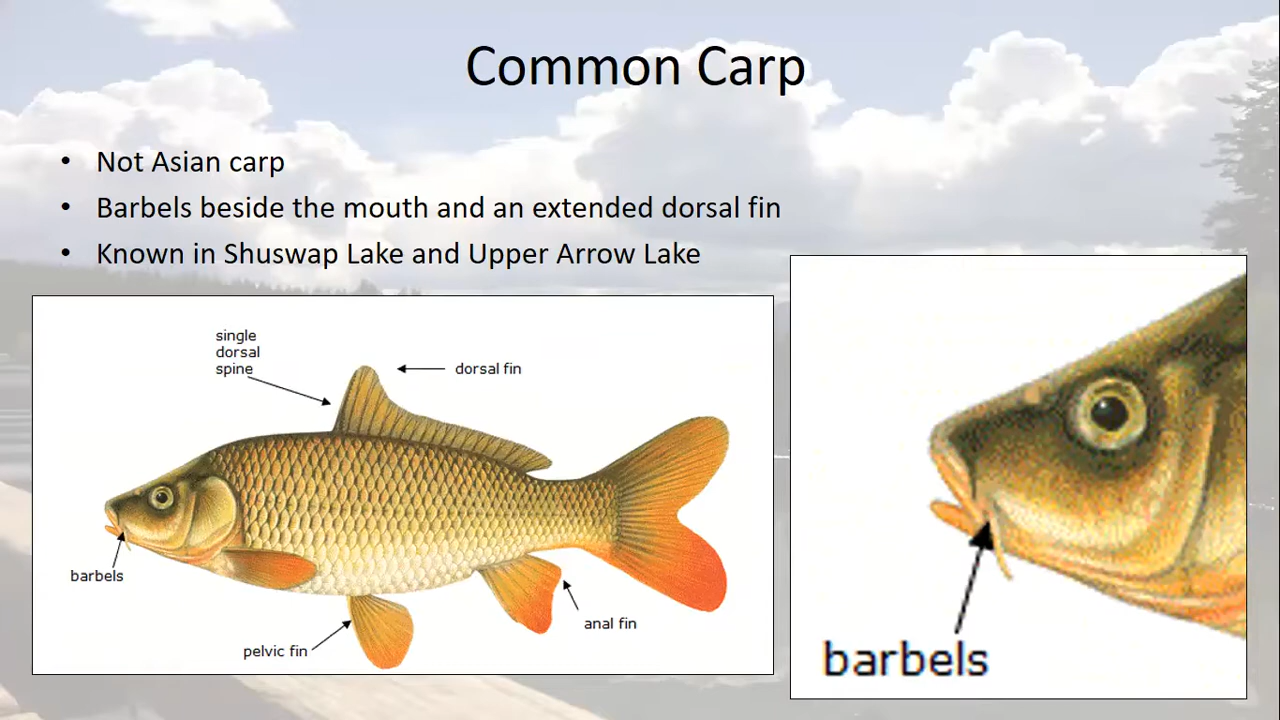 Common Carp
• Not Asian carp
• Barbels beside the mouth and an extended dorsal fin
• Known in Shuswap Lake and Upper Arrow Lake
single
dorsal
spine
dorsal fin
barbels
pelvic fin
anal fin
barbels